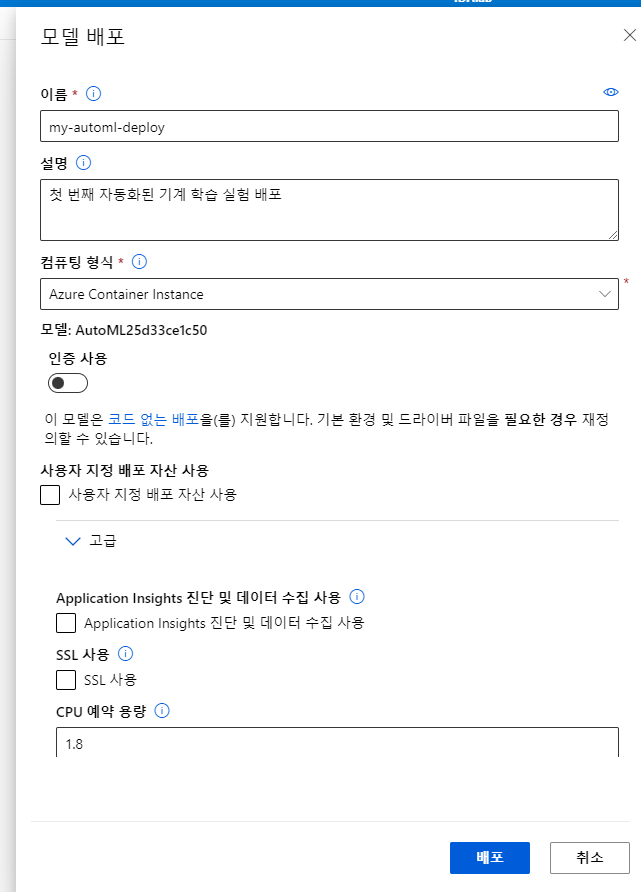 모델 배포
이름 *
my-automl-deploy
설명
첫 번째 자동화된 기계 학습 실험 배포
컴퓨팅 형식 *
Azure Container Instance
*
모델: AutoML25d33ce1c50
인증 사용
이 모델은 코드 없는 배포을(를) 지원합니다. 기본 환경 및 드라이버 파일을 필요한 경우 재정
의할 수 있습니다.
사용자 지정 배포 자산 사용
사용자 지정 배포 자산 사용
고급
Application Insights 진단 및 데이터 수집 사용
Application Insights 진단 및 데이터 수집 사용
SSL 사용
SSL 사용
CPU 예약 용량
1.8
배포
취소